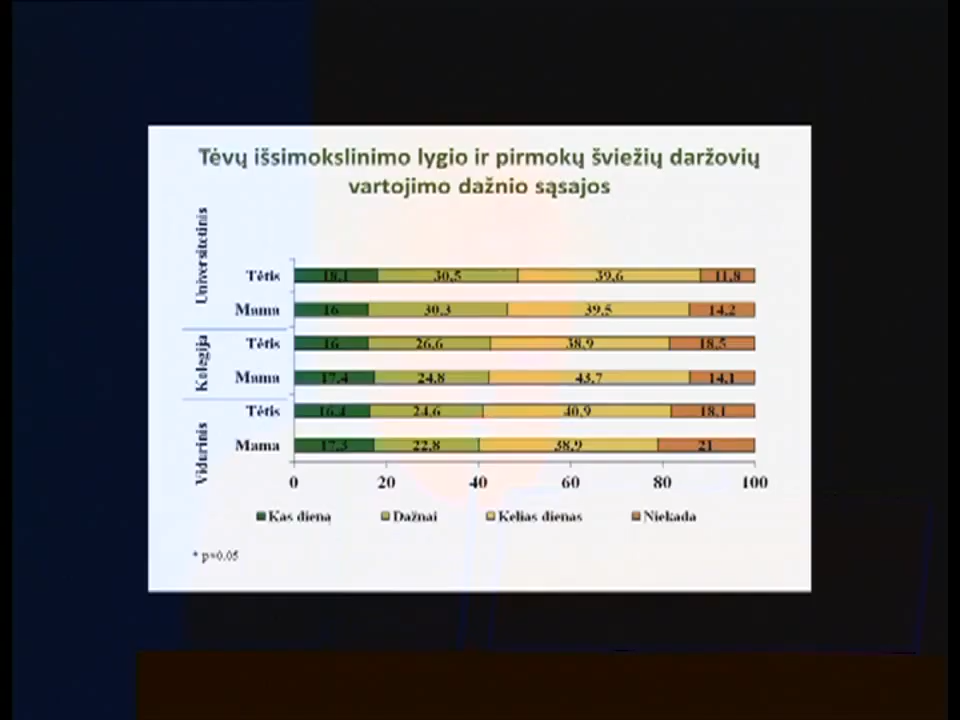 Tėvų išsimokslinimo lygio ir pirmokų šviežių daržovių
vartojimo dažnio sąsajos
Universitetinis
Tėtis 18,1 30,5 39,6 11,8
Mama 16 30,3 39,5 14,2
Kolegija
Tėtis 16 26,6 38,9 18,5
Mama 17,4 24,8 43,7 14,1
Vidurinis
Tėtis 16,4 24,6 40,9 18,1
Mama 17,3 22,8 38,9 21
0 20 40 60 80 100
Kas dieną Dažnai Kelias dienas Niekada